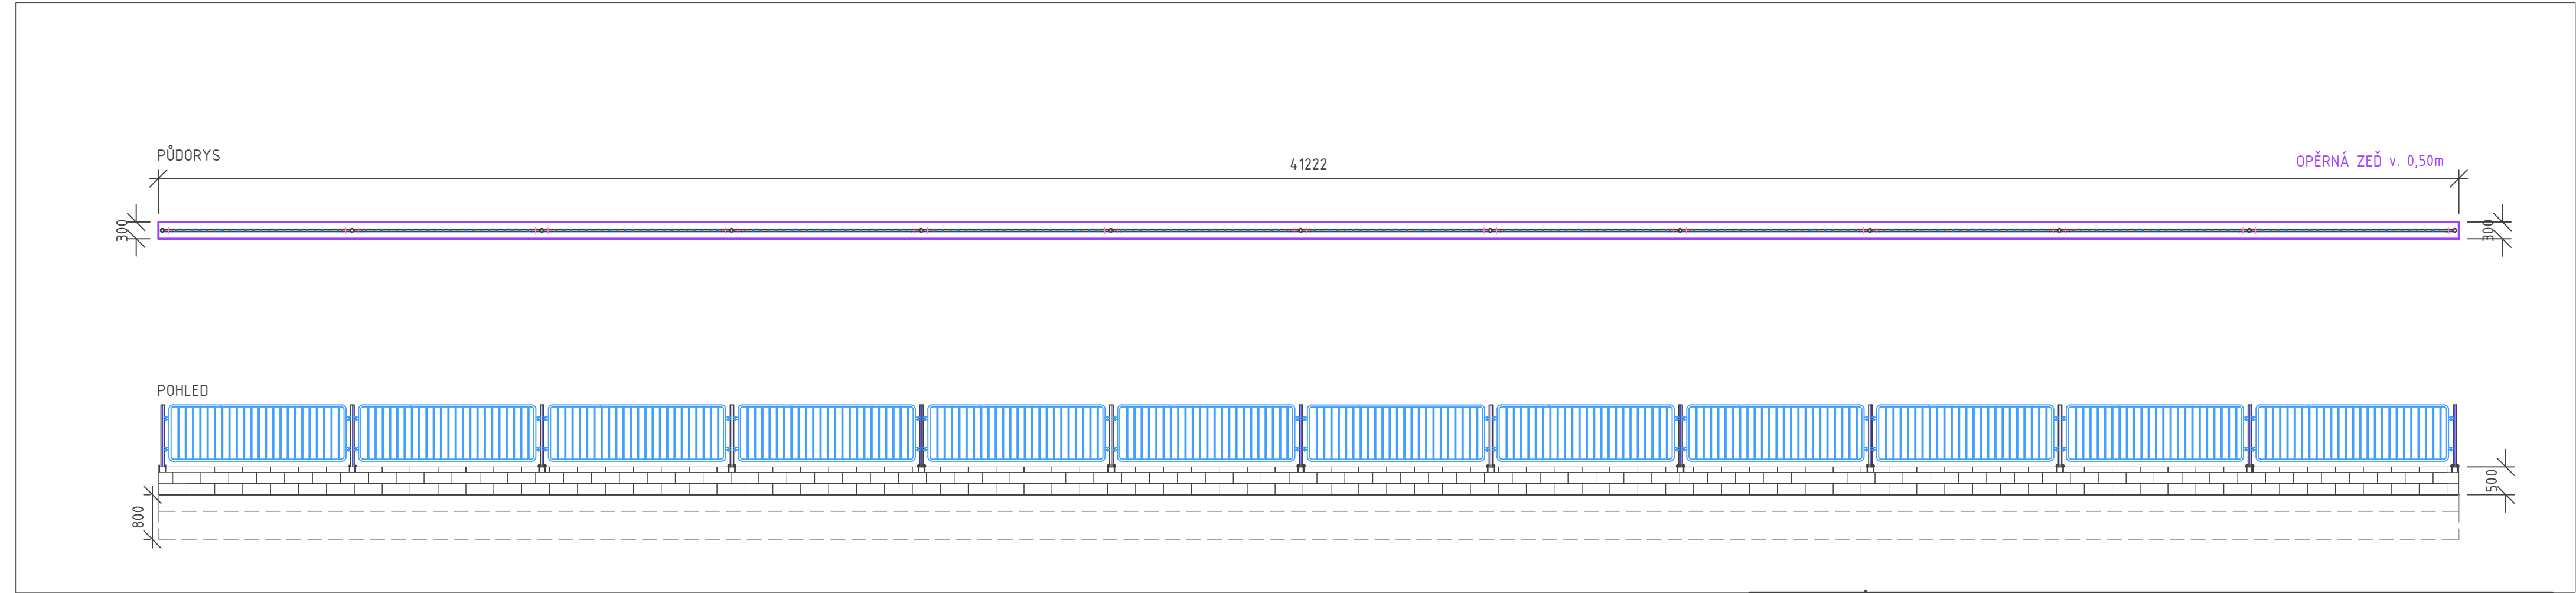 PŮDORYS
41222
OPĚRNÁ ZEĎ v. 0,50m
300
300
POHLED
500
800